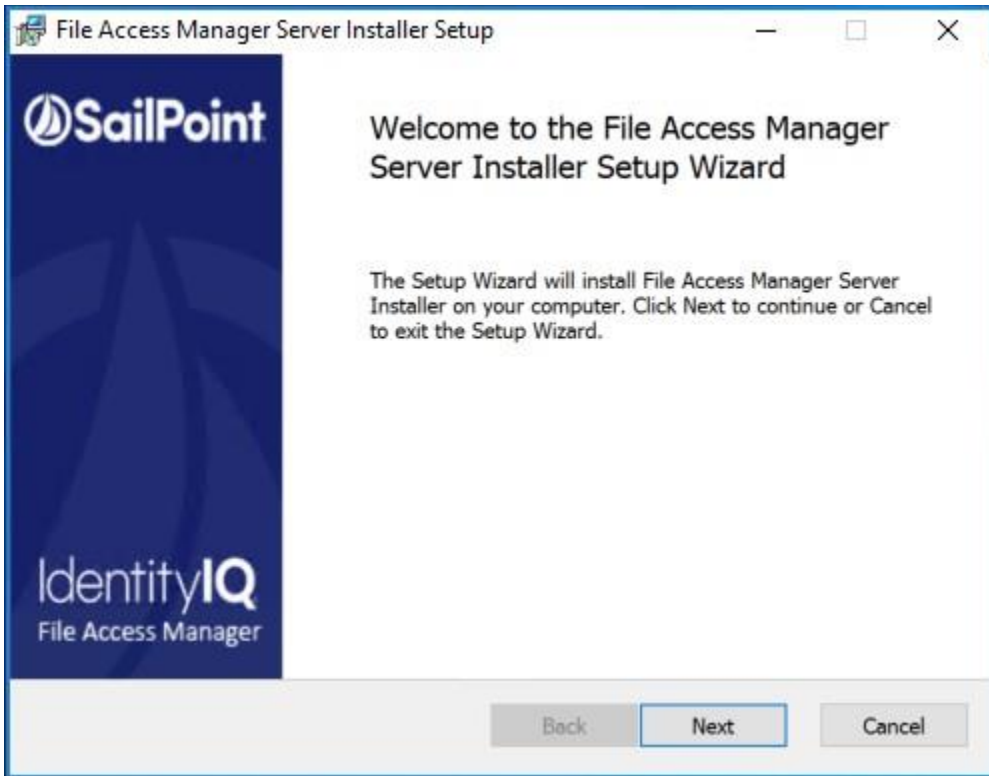 File Access Manager Server Installer Setup
SailPoint
Welcome to the File Access Manager
Server Installer Setup Wizard
The Setup Wizard will install File Access Manager Server
Installer on your computer. Click Next to continue or Cancel
to exit the Setup Wizard.
IdentityIQ
File Access Manager
Back
Next
Cancel